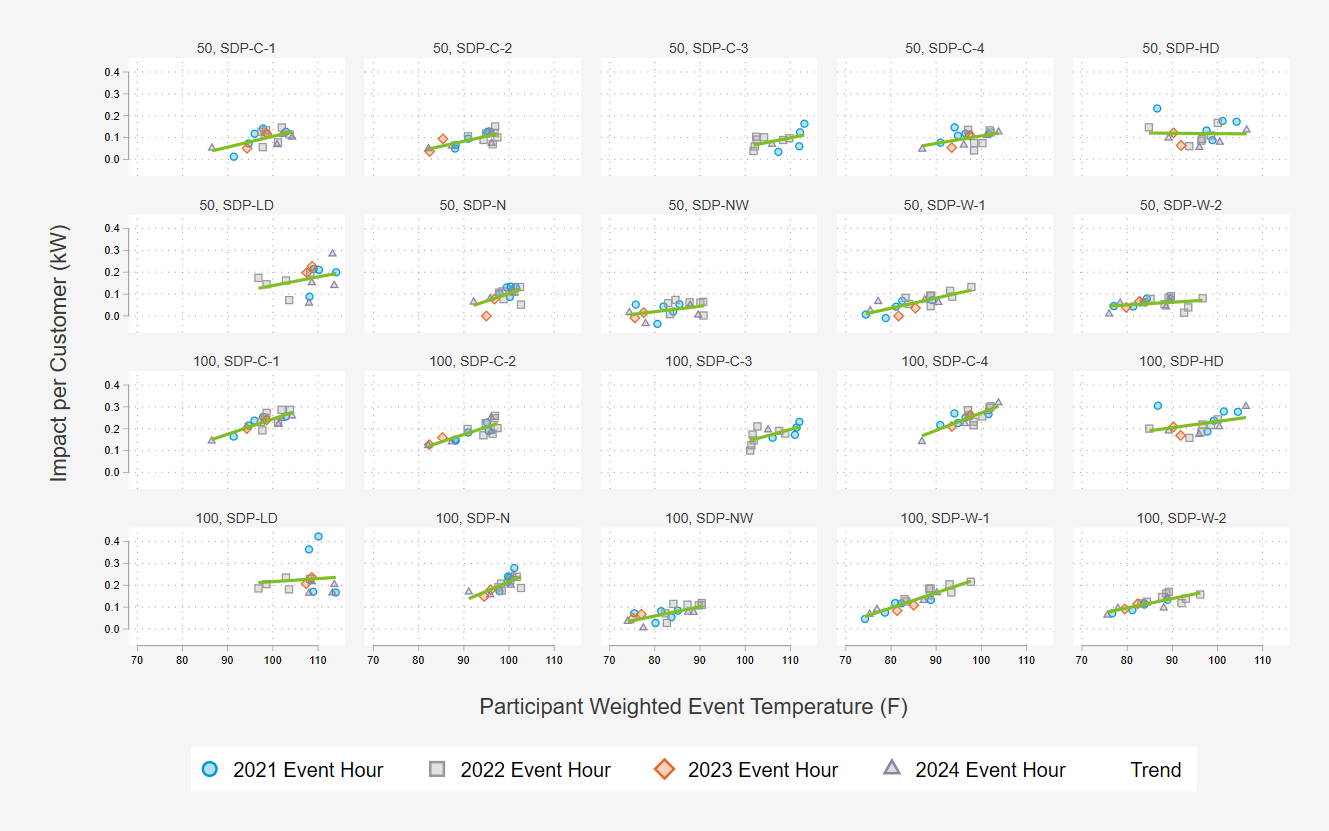 50, SDP-C-1 50, SDP-C-2 50, SDP-C-3 50, SDP-C-4 50, SDP-HD
0.4
0.3
0.2
0.1
0.0
50, SDP-LD 50, SDP-N 50, SDP-NW 50, SDP-W-1 50, SDP-W-2
0.4
0.3
0.2
0.1
0.0
Impact per Customer (kW)
100, SDP-C-1 100, SDP-C-2 100, SDP-C-3 100, SDP-C-4 100, SDP-HD
0.4
0.3
0.2
0.1
0.0
100, SDP-LD 100, SDP-N 100, SDP-NW 100, SDP-W-1 100, SDP-W-2
0.4
0.3
0.2
0.1
0.0
70 80 90 100 110 70 80 90 100 110 70 80 90 100 110 70 80 90 100 110 70 80 90 100 110
Participant Weighted Event Temperature (F)
2021 Event Hour 2022 Event Hour 2023 Event Hour 2024 Event Hour Trend